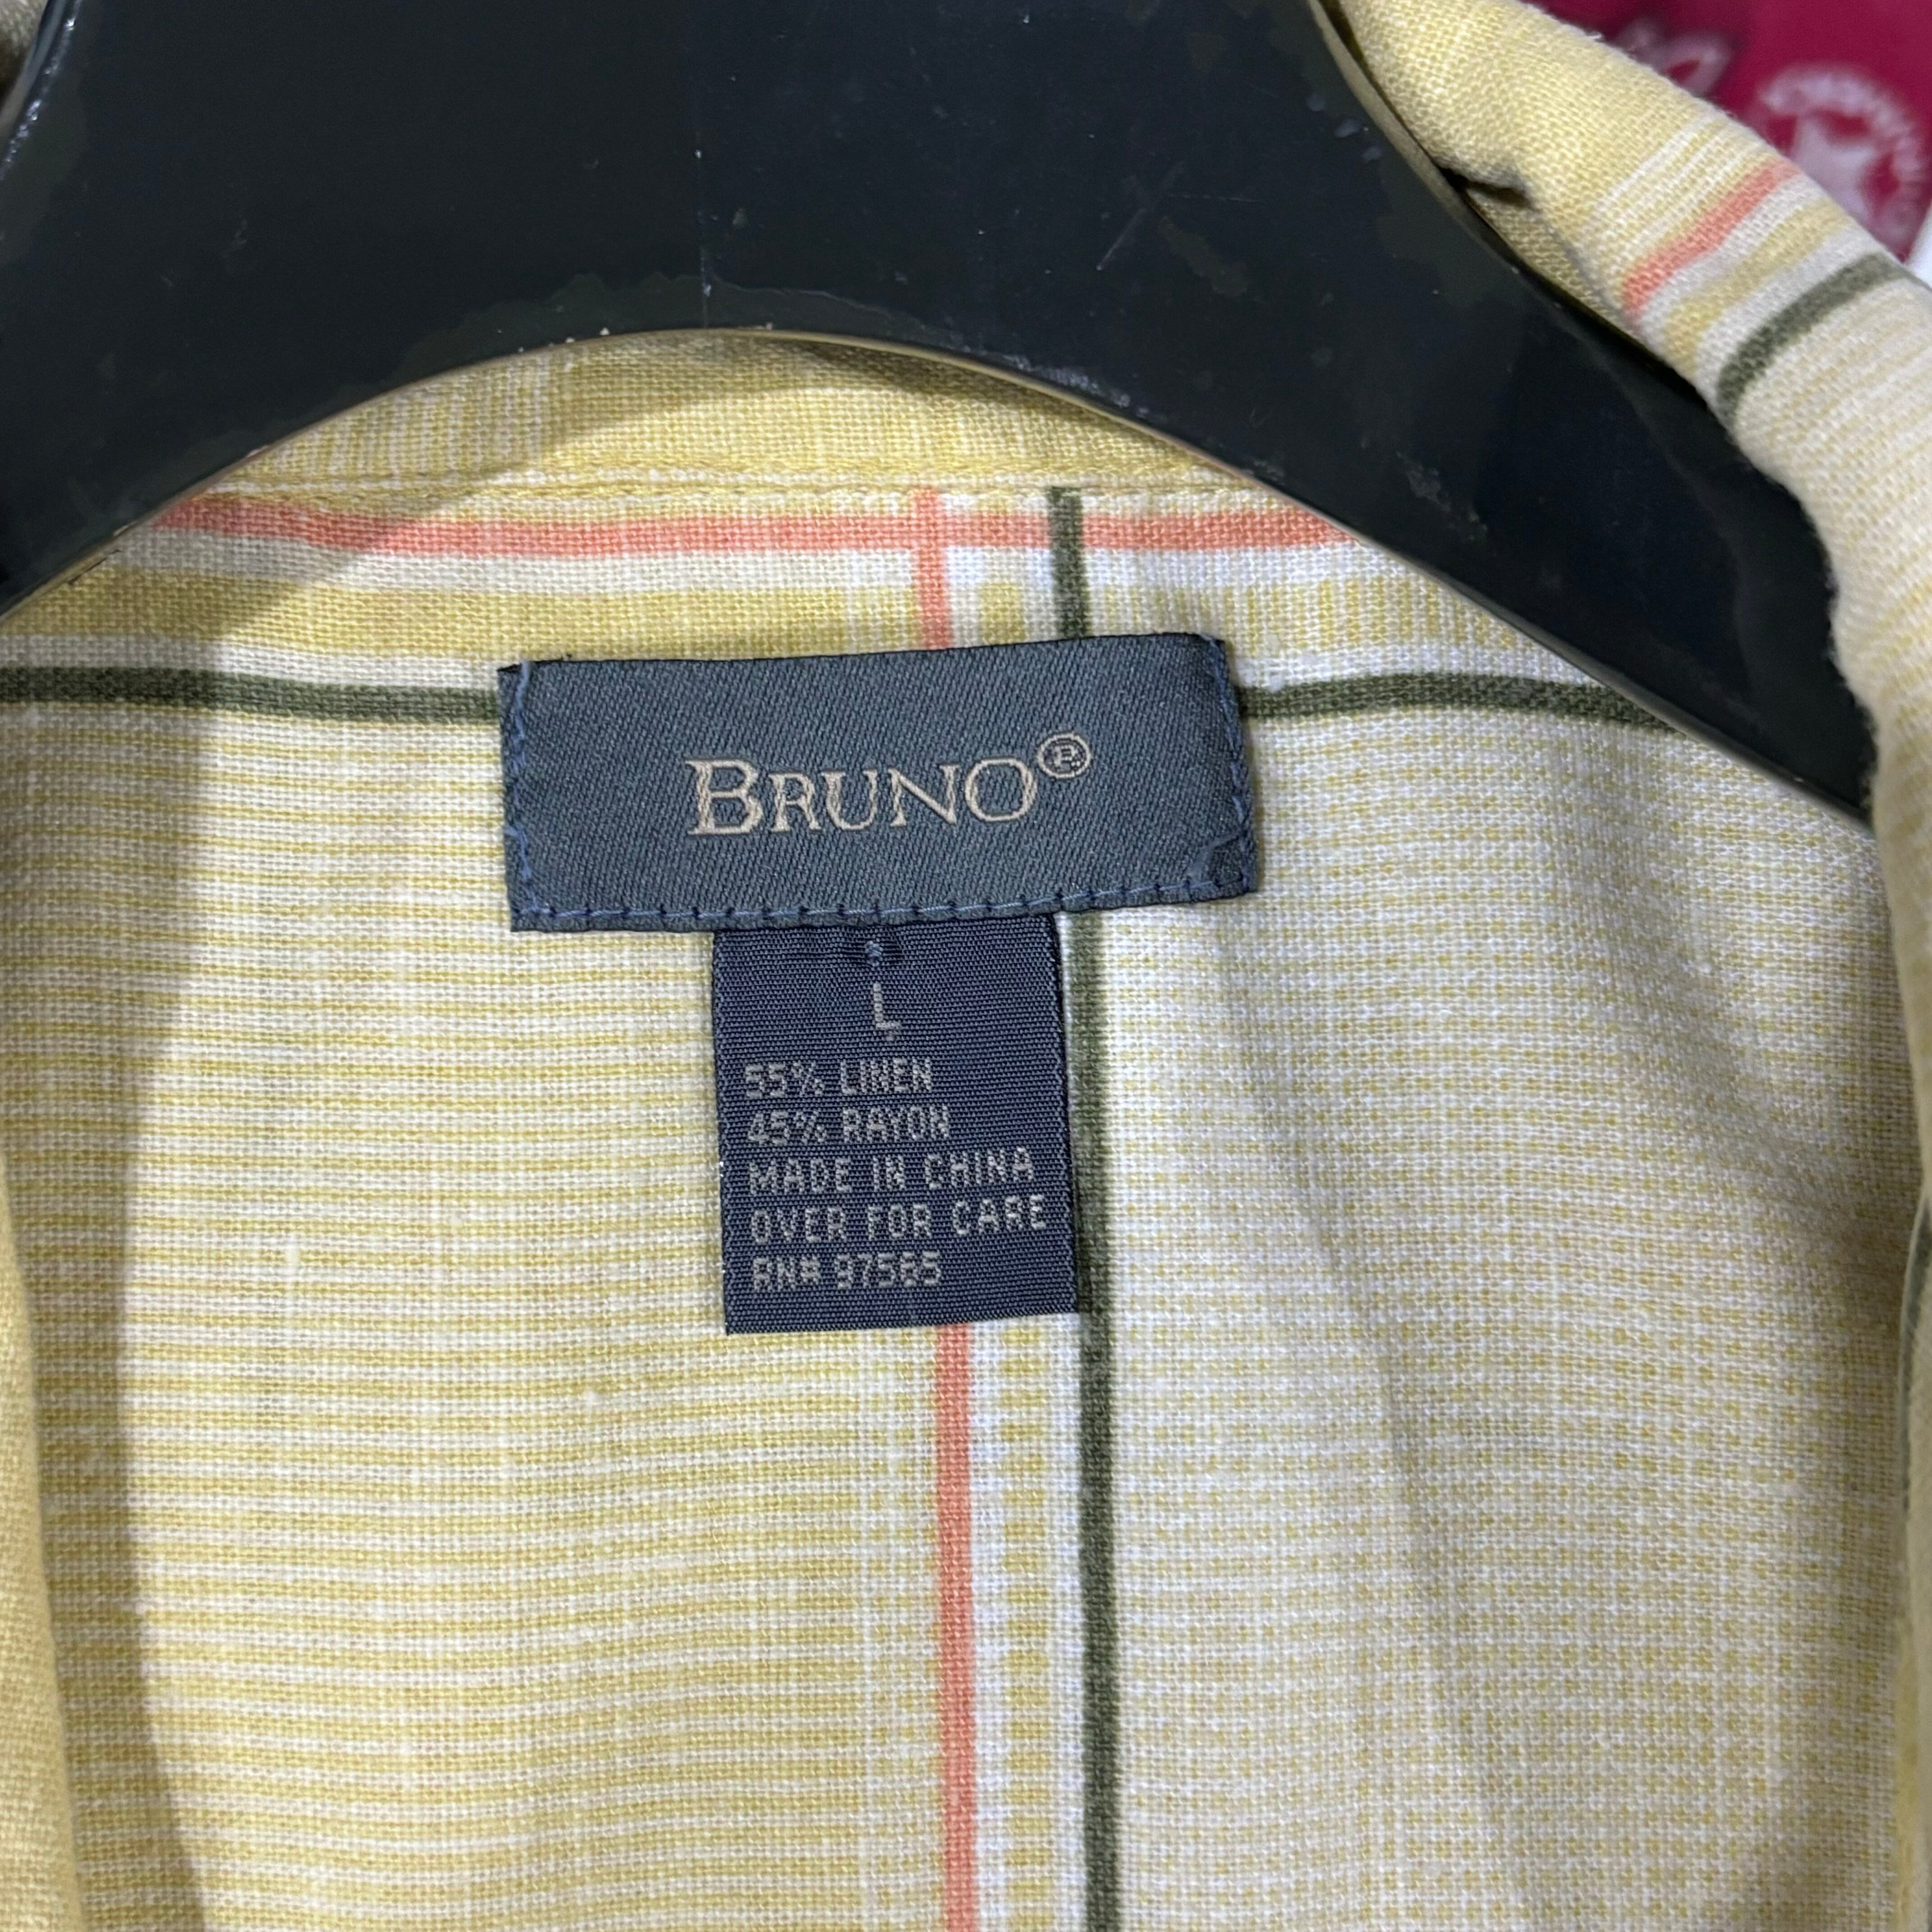 BRUNO®
L
55% LINEN
45% RAYON
MADE IN CHINA
OVER FOR CARE
RN# 97565